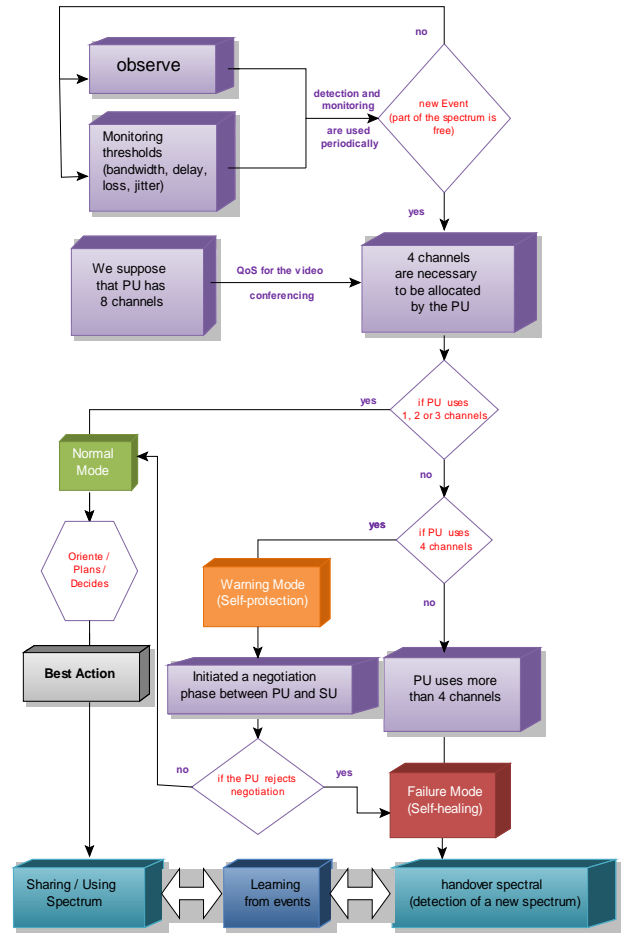 no
observe
detection and
monitoring
are used
periodically
new Event
(part of the spectrum is
free)
Monitoring
thresholds
(bandwidth, delay,
loss, jitter)
yes
We suppose
that PU has
8 channels
QoS for the video
conferencing
4 channels
are necessary
to be allocated
by the PU
yes
if PU uses
1, 2 or 3 channels
Normal
Mode
no
yes
if PU uses
4 channels
Oriente /
Plans /
Decides
Warning Mode
(Self-protection)
no
Best Action
Initiated a negotiation
phase between PU and SU
PU uses more
than 4 channels
no
if the PU rejects
negotiation
yes
Failure Mode
(Self-healing)
Sharing / Using
Spectrum
Learning
from events
handover spectral
(detection of a new spectrum)